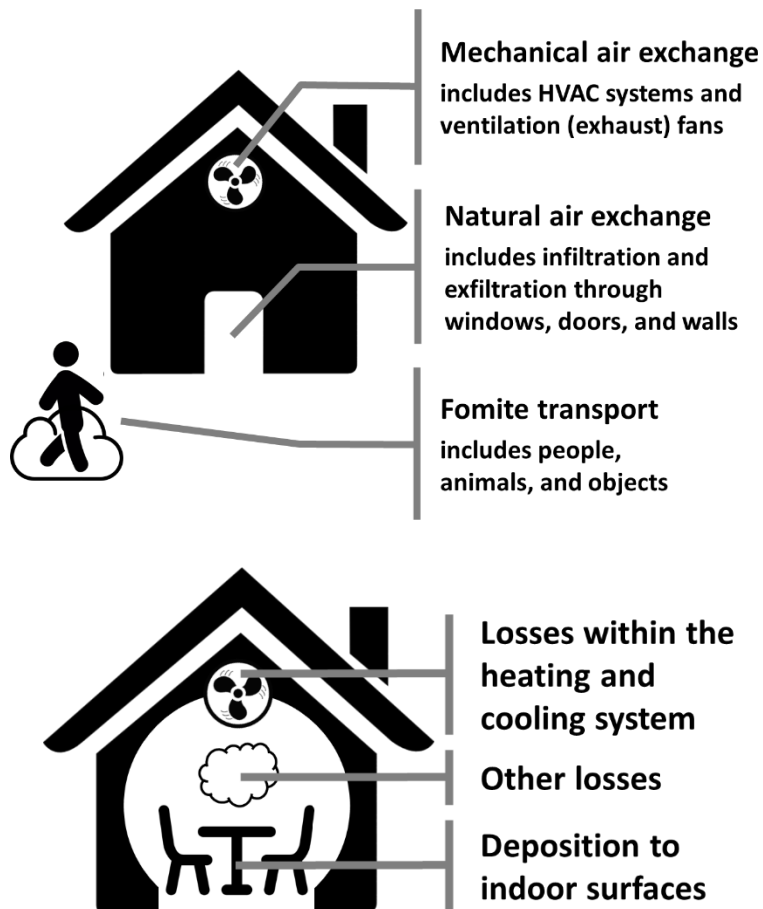 Mechanical air exchange
includes HVAC systems and
ventilation (exhaust) fans
Natural air exchange
includes infiltration and
exfiltration through
windows, doors, and walls
Fomite transport
includes people,
animals, and objects
Losses within the
heating and
cooling system
Other losses
Deposition to
indoor surfaces